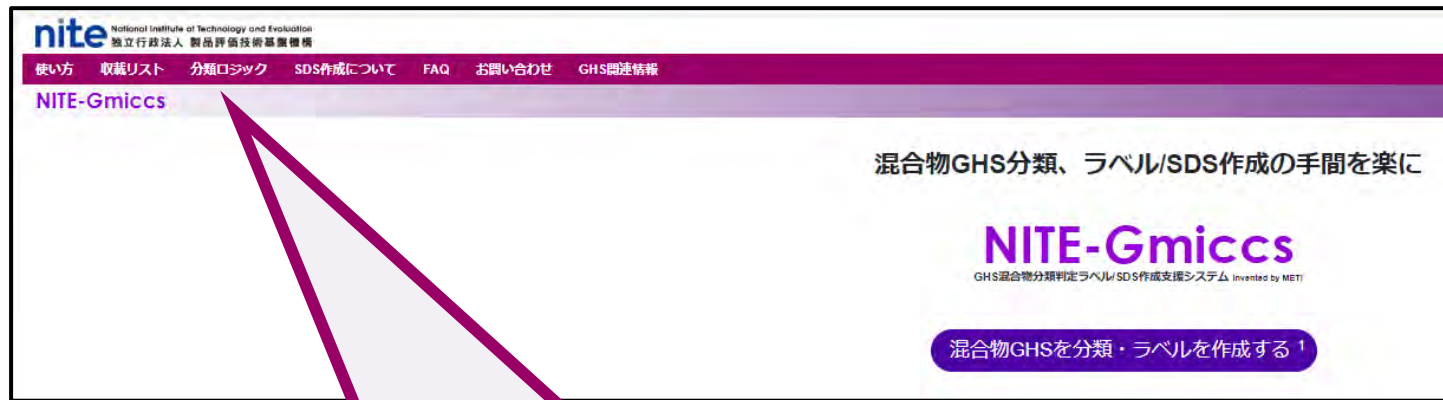 nite National Institute of Technology and Evaluation
独立行政法人 製品評価技術基盤機構
使い方 収載リスト 分類ロジック SDS作成について FAQ お問い合わせ GHS関連情報
NITE-Gmiccs
混合物GHS分類、ラベル/SDS作成の手間を楽に
NITE-Gmiccs
GHS混合物分類判定ラベル/SDS作成支援システム Invented by METI
混合物GHSを分類・ラベルを作成する 1